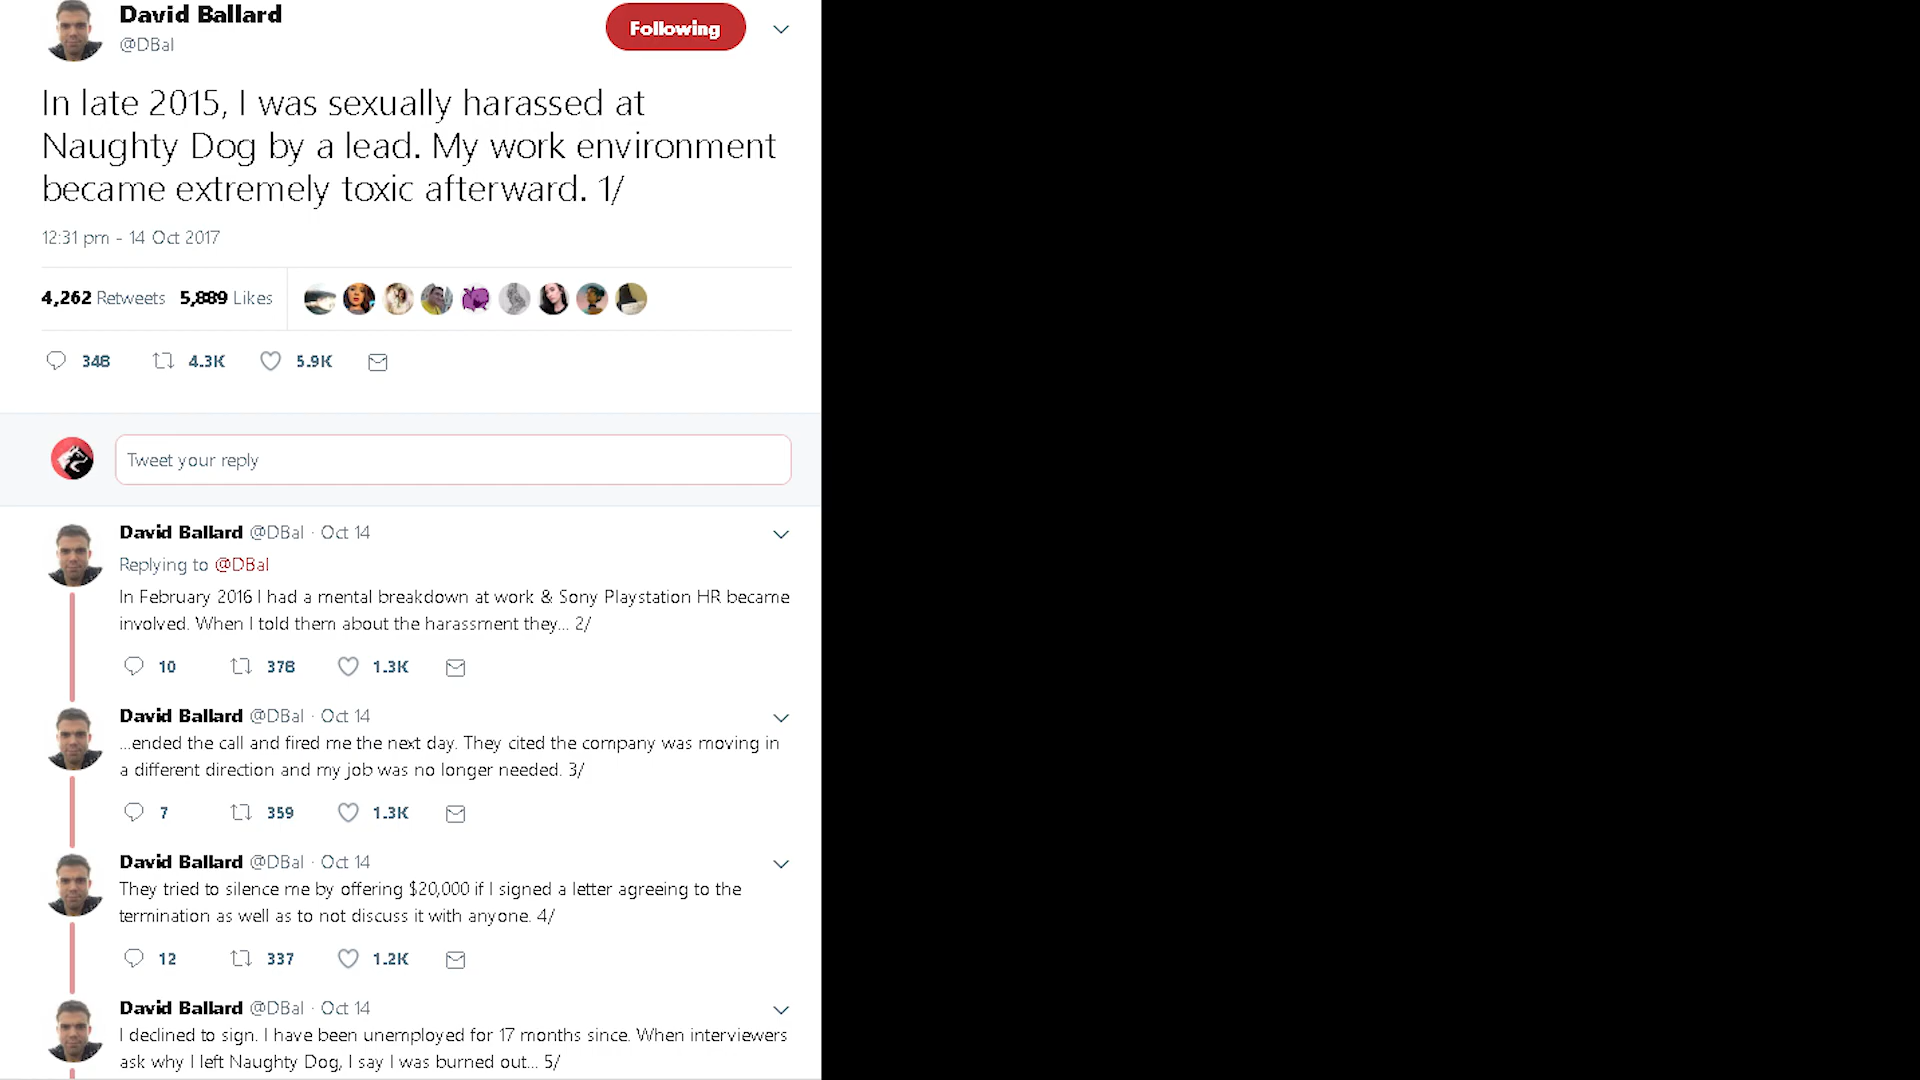 David Ballard
@DBal
Following
In late 2015, I was sexually harassed at
Naughty Dog by a lead. My work environment
became extremely toxic afterward. 1/
12:31 pm - 14 Oct 2017
4,262 Retweets 5,889 Likes
348 4.3K 5.9K
Tweet your reply
David Ballard @DBal · Oct 14
Replying to @DBal
In February 2016 I had a mental breakdown at work & Sony Playstation HR became
involved. When I told them about the harassment they... 2/
10 378 1.3K
David Ballard @DBal · Oct 14
...ended the call and fired me the next day. They cited the company was moving in
a different direction and my job was no longer needed. 3/
7 359 1.3K
David Ballard @DBal · Oct 14
They tried to silence me by offering $20,000 if I signed a letter agreeing to the
termination as well as to not discuss it with anyone. 4/
12 337 1.2K
David Ballard @DBal · Oct 14
I declined to sign. I have been unemployed for 17 months since. When interviewers
ask why I left Naughty Dog, I say I was burned out... 5/